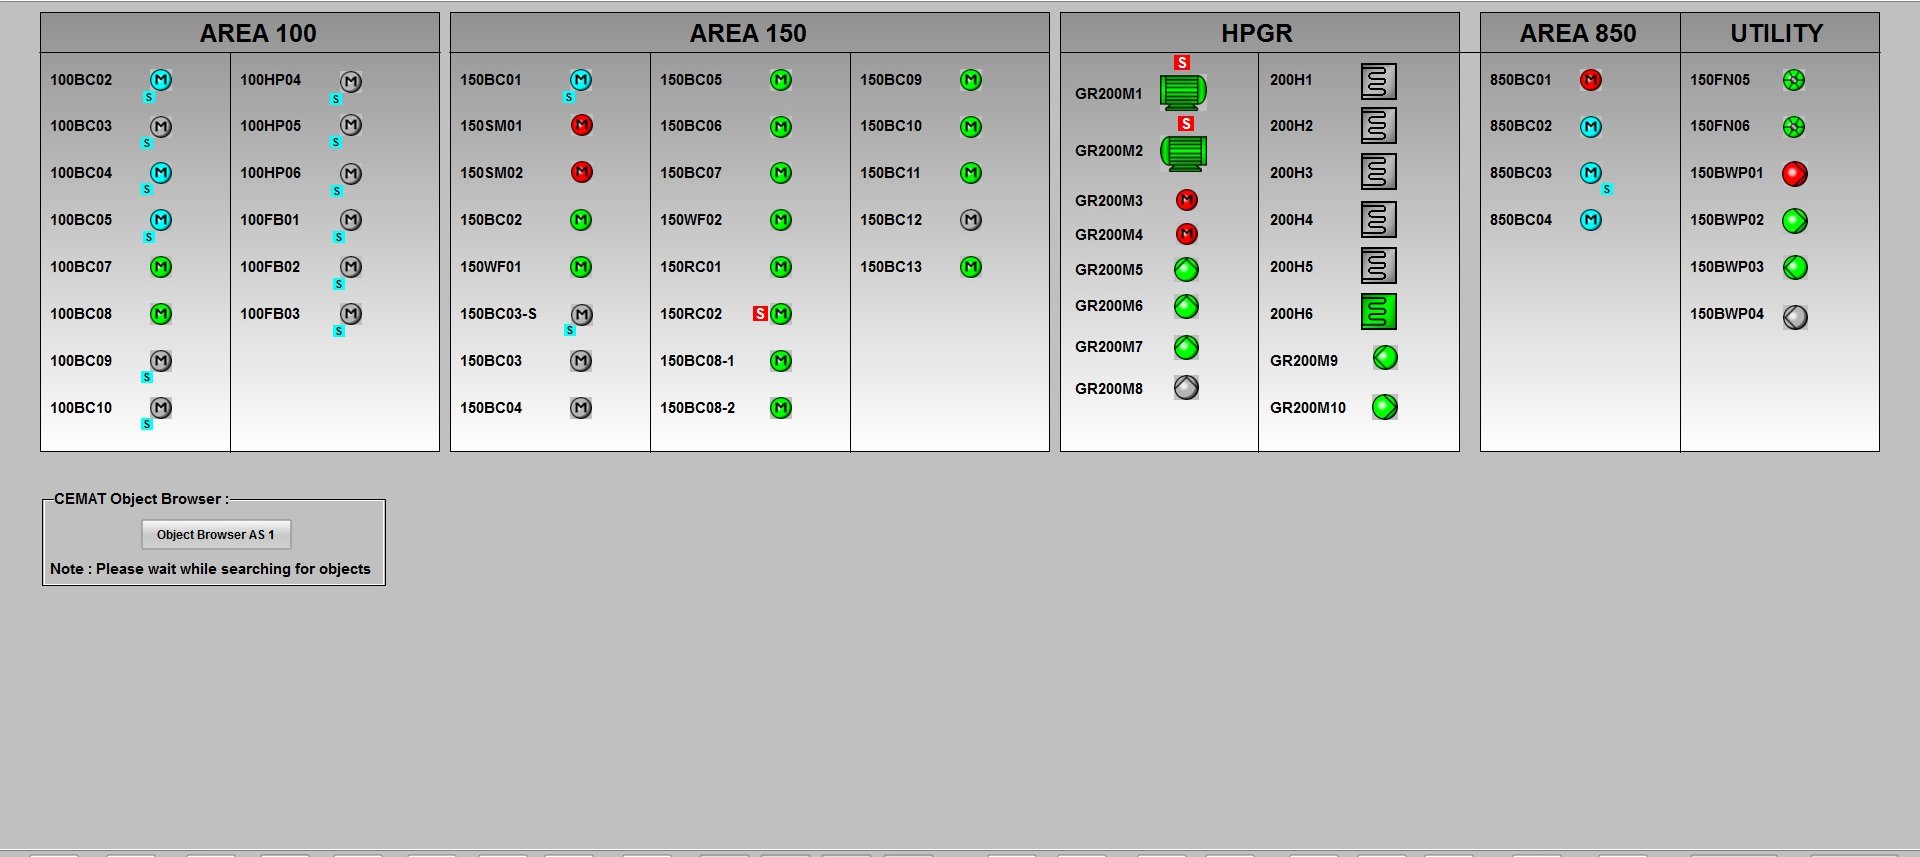 AREA 100
100BC02 M S
100BC03 M S
100BC04 M S
100BC05 M S
100BC07 M
100BC08 M
100BC09 M S
100BC10 M S
100HP04 M S
100HP05 M S
100HP06 M S
100FB01 M S
100FB02 M S
100FB03 M S
AREA 150
150BC01 M S
150SM01 M
150SM02 M
150BC02 M
150WF01 M
150BC03-S M S
150BC03 M
150BC04 M
150BC05 M
150BC06 M
150BC07 M
150WF02 M
150RC01 M
150RC02 S M
150BC08-1 M
150BC08-2 M
150BC09 M
150BC10 M
150BC11 M
150BC12 M
150BC13 M
HPGR
S
GR200M1
S
GR200M2
GR200M3 M
GR200M4 M
GR200M5
GR200M6
GR200M7
GR200M8
200H1
200H2
200H3
200H4
200H5
200H6
GR200M9
GR200M10
AREA 850
850BC01 M
850BC02 M
850BC03 M S
850BC04 M
UTILITY
150FN05
150FN06
150BWP01
150BWP02
150BWP03
150BWP04
CEMAT Object Browser :
Object Browser AS 1
Note : Please wait while searching for objects